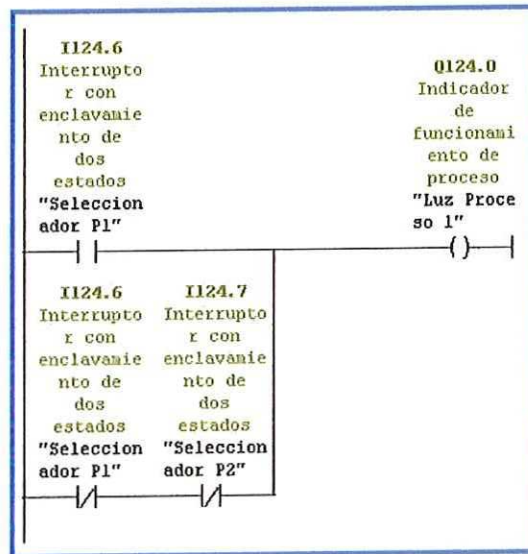 I124.6
Interrupto
r con
enclavamie
nto de
dos
estados
"Seleccion
ador P1"
Q124.0
Indicador
de
funcionami
ento de
proceso
"Luz Proce
so 1"
I124.6
Interrupto
r con
enclavamie
nto de
dos
estados
"Seleccion
ador P1"
I124.7
Interrupto
r con
enclavamie
nto de
dos
estados
"Seleccion
ador P2"